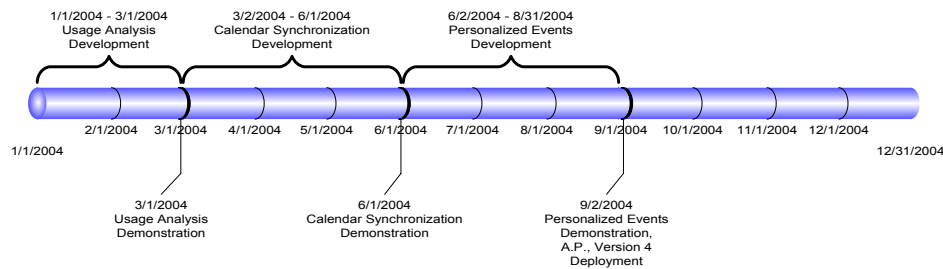 1/1/2004 - 3/1/2004
Usage Analysis
Development
3/2/2004 - 6/1/2004
Calendar Synchronization
Development
6/2/2004 - 8/31/2004
Personalized Events
Development
2/1/2004
3/1/2004
4/1/2004
5/1/2004
6/1/2004
7/1/2004
8/1/2004
9/1/2004
10/1/2004
11/1/2004
12/1/2004
1/1/2004
12/31/2004
3/1/2004
Usage Analysis
Demonstration
6/1/2004
Calendar Synchronization
Demonstration
9/2/2004
Personalized Events
Demonstration,
A.P., Version 4
Deployment